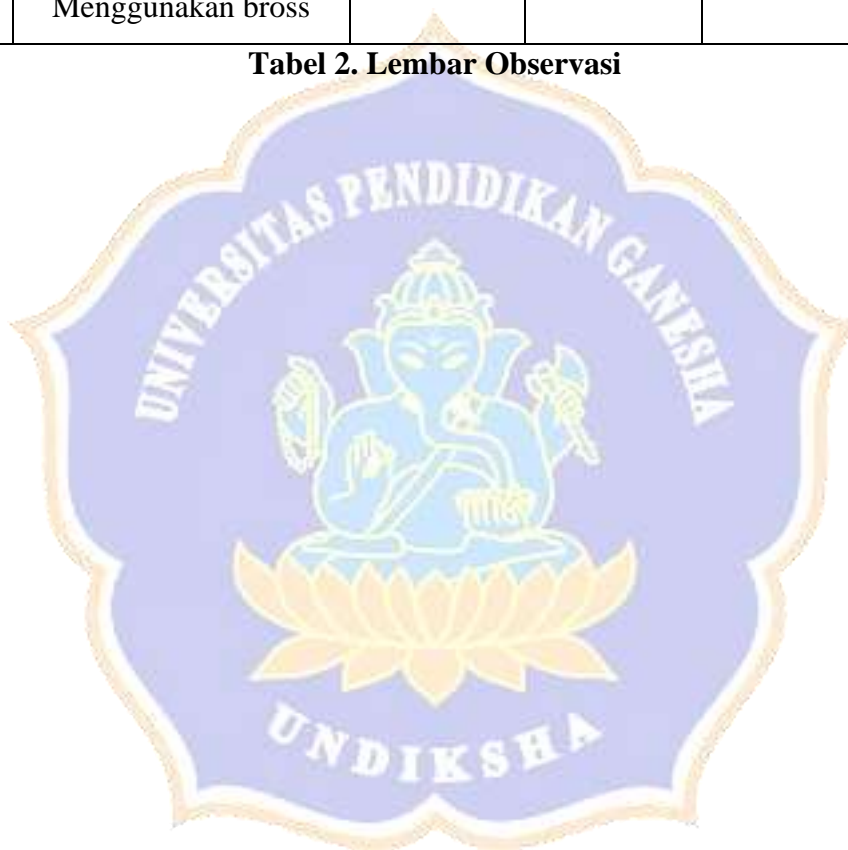 Menggunakan bross
Tabel 2. Lembar Observasi
UNIVERSITAS PENDIDIKAN GANESHA
UNDIKSHA